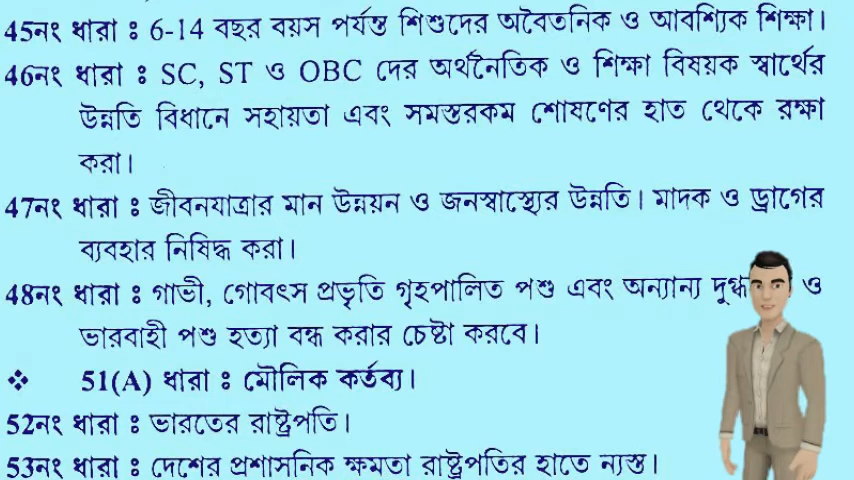 45নং ধারা ঃ 6-14 বছর বয়স পর্যন্ত শিশুদের অবৈতনিক ও আবশ্যিক শিক্ষা।
46নং ধারা ঃ SC, ST ও OBC দের অর্থনৈতিক ও শিক্ষা বিষয়ক স্বার্থের
উন্নতি বিধানে সহায়তা এবং সমস্তরকম শোষণের হাত থেকে রক্ষা
করা।
47নং ধারা ঃ জীবনযাত্রার মান উন্নয়ন ও জনস্বাস্থ্যের উন্নতি। মাদক ও ড্রাগের
ব্যবহার নিষিদ্ধ করা।
48নং ধারা ঃ গাভী, গোবৎস প্রভৃতি গৃহপালিত পশু এবং অন্যান্য ও
ভারবাহী পশু হত্যা বন্ধ করার চেষ্টা করবে।
❖ 51(A) ধারা ঃ মৌলিক কর্তব্য।
52নং ধারা ঃ ভারতের রাষ্ট্রপতি।
53নং ধারা ঃ দেশের প্রশাসনিক ক্ষমতা রাষ্ট্রপতির হাতে ন্যস্ত।